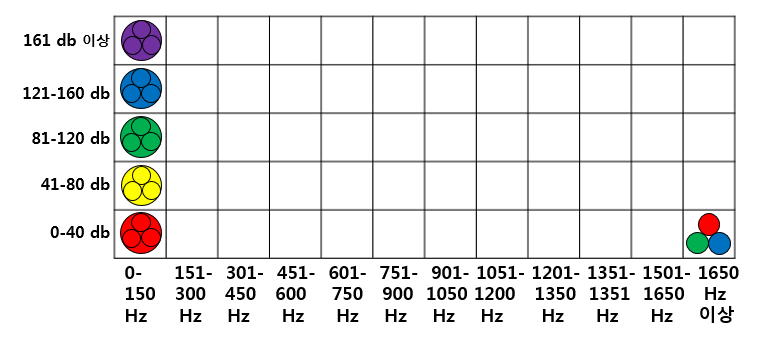 161 db 이상
121-160 db
81-120 db
41-80 db
0-40 db
0-
150
Hz
151-
300
Hz
301-
450
Hz
451-
600
Hz
601-
750
Hz
751-
900
Hz
901-
1050
Hz
1051-
1200
Hz
1201-
1350
Hz
1351-
1351
Hz
1501-
1650
Hz
1650
Hz
이상